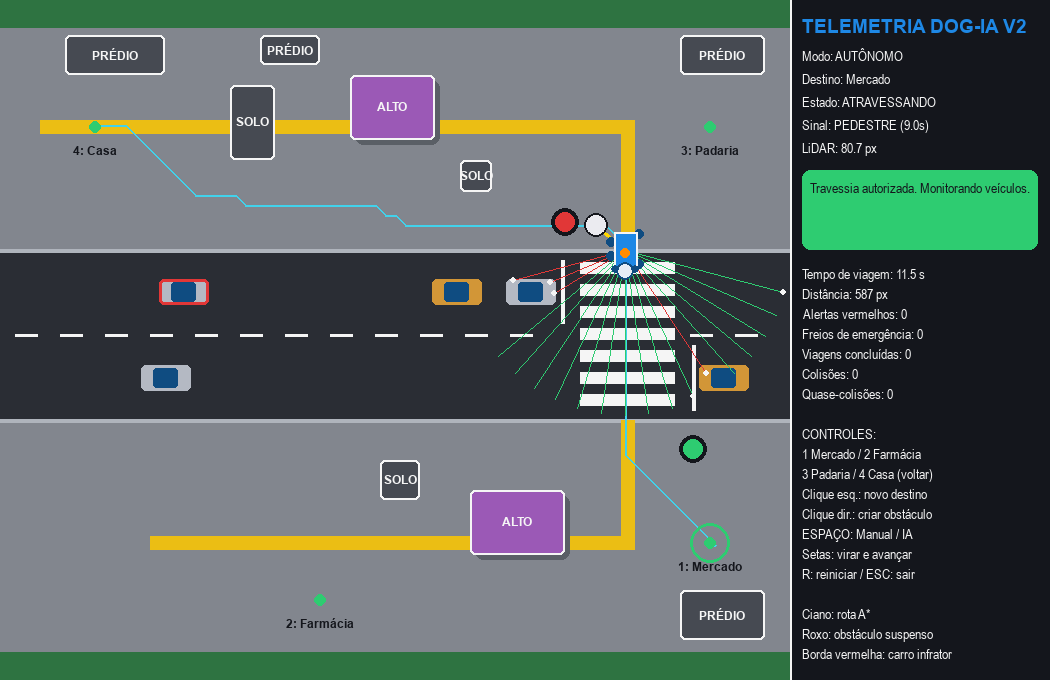 PRÉDIO
PRÉDIO
PRÉDIO
SOLO
ALTO
4: Casa
3: Padaria
SOLO
SOLO
ALTO
1: Mercado
2: Farmácia
PRÉDIO
TELEMETRIA DOG-IA V2
Modo: AUTÔNOMO
Destino: Mercado
Estado: ATRAVESSANDO
Sinal: PEDESTRE (9.0s)
LiDAR: 80.7 px
Travessia autorizada. Monitorando veículos.
Tempo de viagem: 11.5 s
Distância: 587 px
Alertas vermelhos: 0
Freios de emergência: 0
Viagens concluídas: 0
Colisões: 0
Quase-colisões: 0
CONTROLES:
1 Mercado / 2 Farmácia
3 Padaria / 4 Casa (voltar)
Clique esq.: novo destino
Clique dir.: criar obstáculo
ESPAÇO: Manual / IA
Setas: virar e avançar
R: reiniciar / ESC: sair
Ciano: rota A*
Roxo: obstáculo suspenso
Borda vermelha: carro infrator